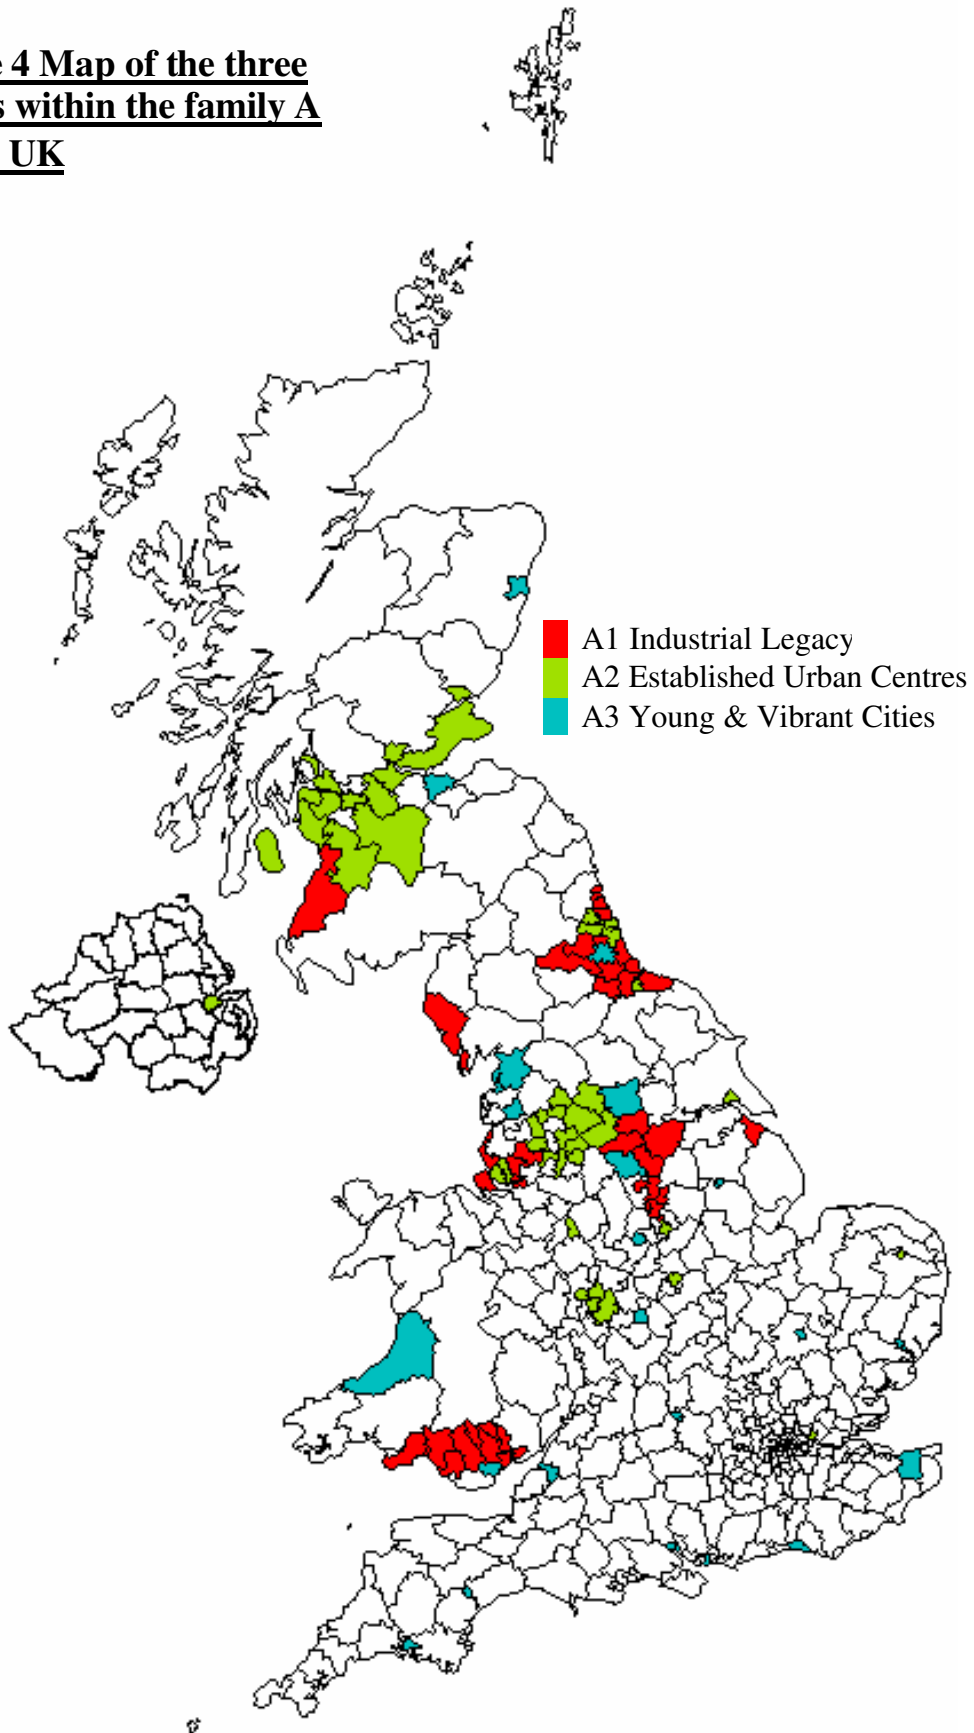 e 4 Map of the three
s within the family A
UK
A1 Industrial Legacy
A2 Established Urban Centres
A3 Young & Vibrant Cities